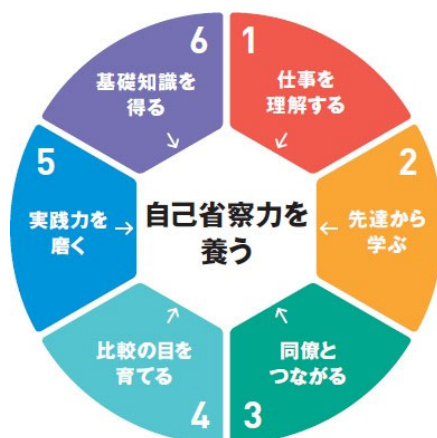 1
仕事を
理解する
2
先達から
学ぶ
3
同僚と
つながる
4
比較の目を
育てる
5
実践力を
磨く
6
基礎知識を
得る
自己省察力を
養う